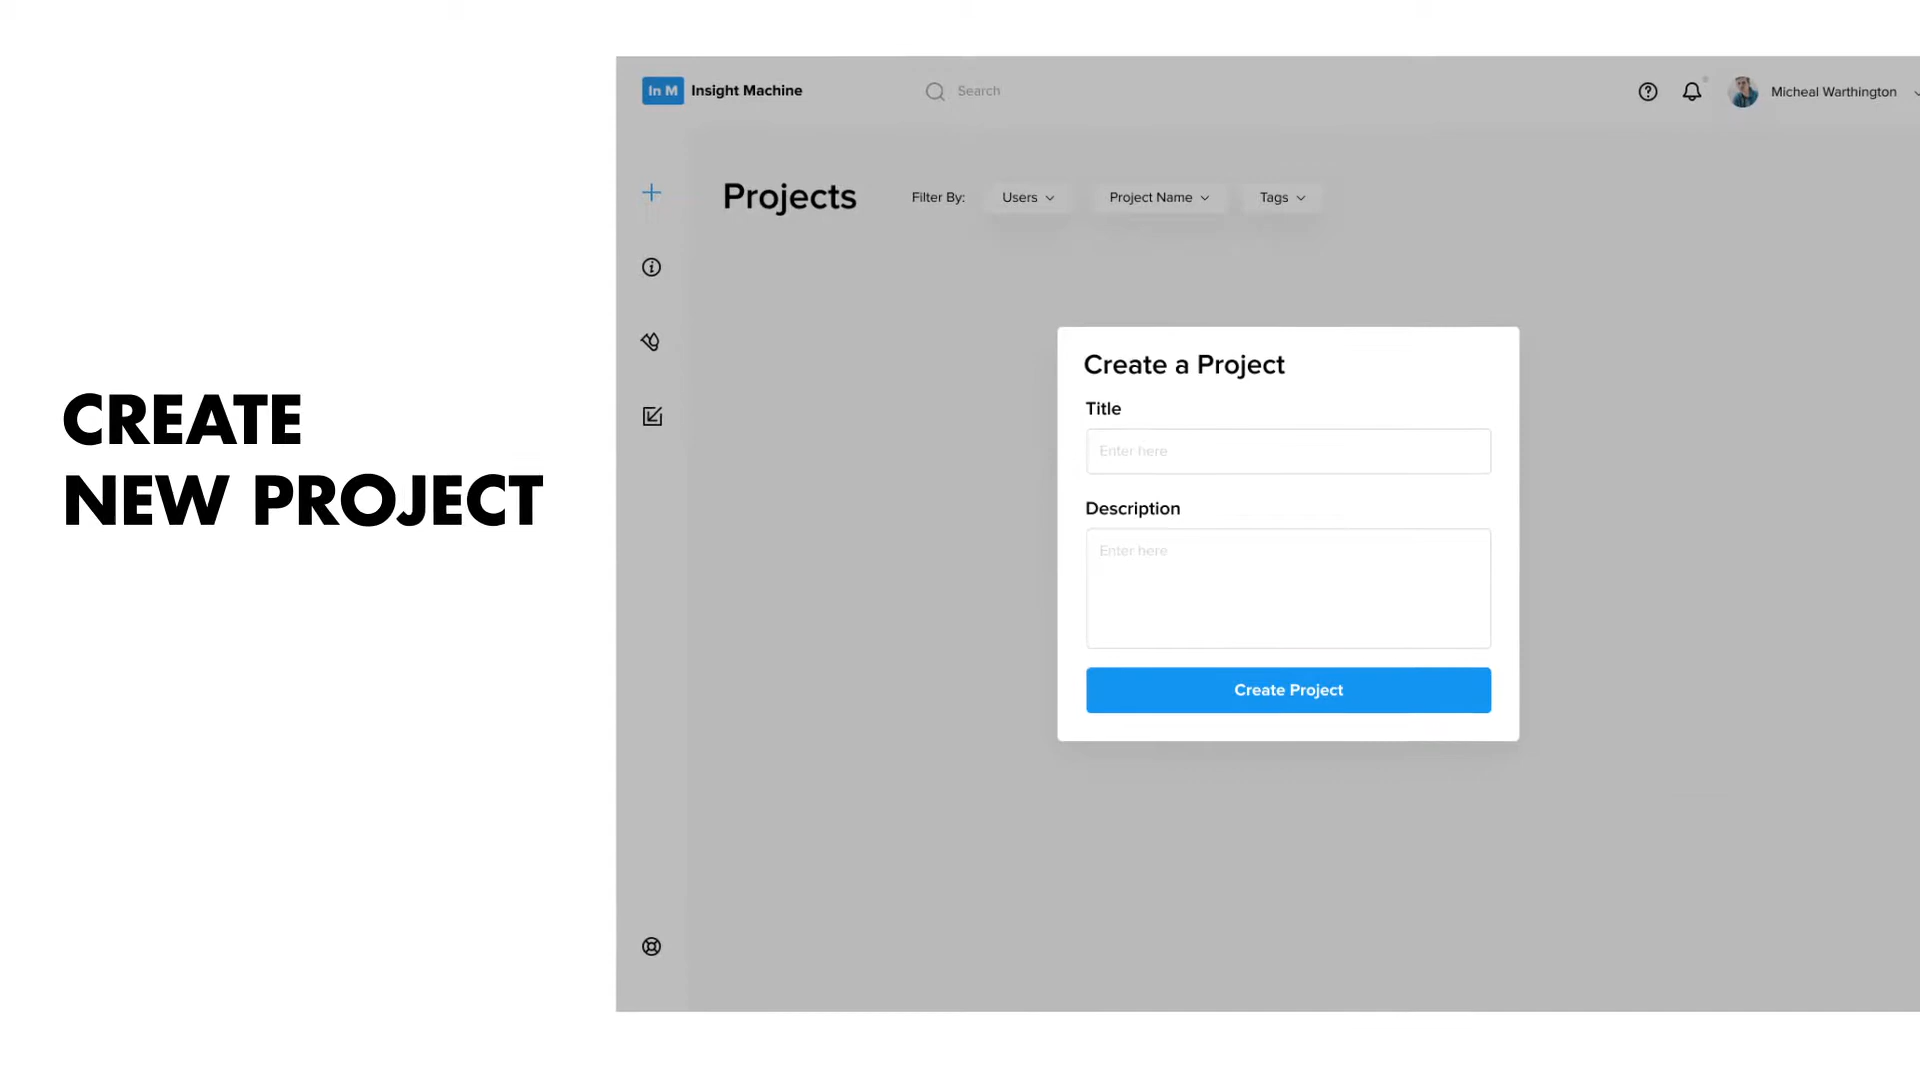 CREATE
NEW PROJECT
In M Insight Machine
Search
Micheal Warthington
Projects
Filter By:
Users
Project Name
Tags
Create a Project
Title
Enter here
Description
Enter here
Create Project